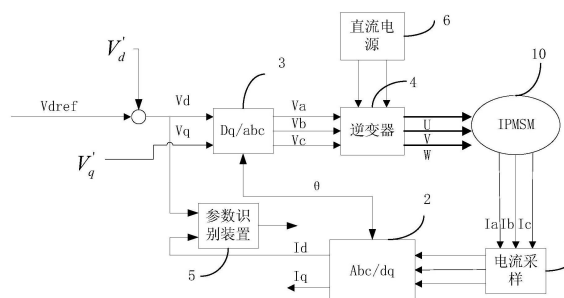 直流电
源
6
V'd
3
4
10
Vdref
Vd
Va
Vq
Dq/abc
Vb
逆变器
U
IPMSM
Vc
V
W
V'q
θ
2
参数识
别装置
Ia Ib Ic
Id
5
Abc/dq
电流采
样
Iq